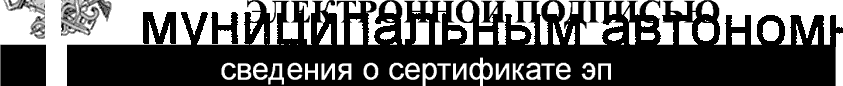 ЭЛЕКТРОННОЙ ПОДПИСЬЮ
муниципальным автономн
сведения о сертификате эп